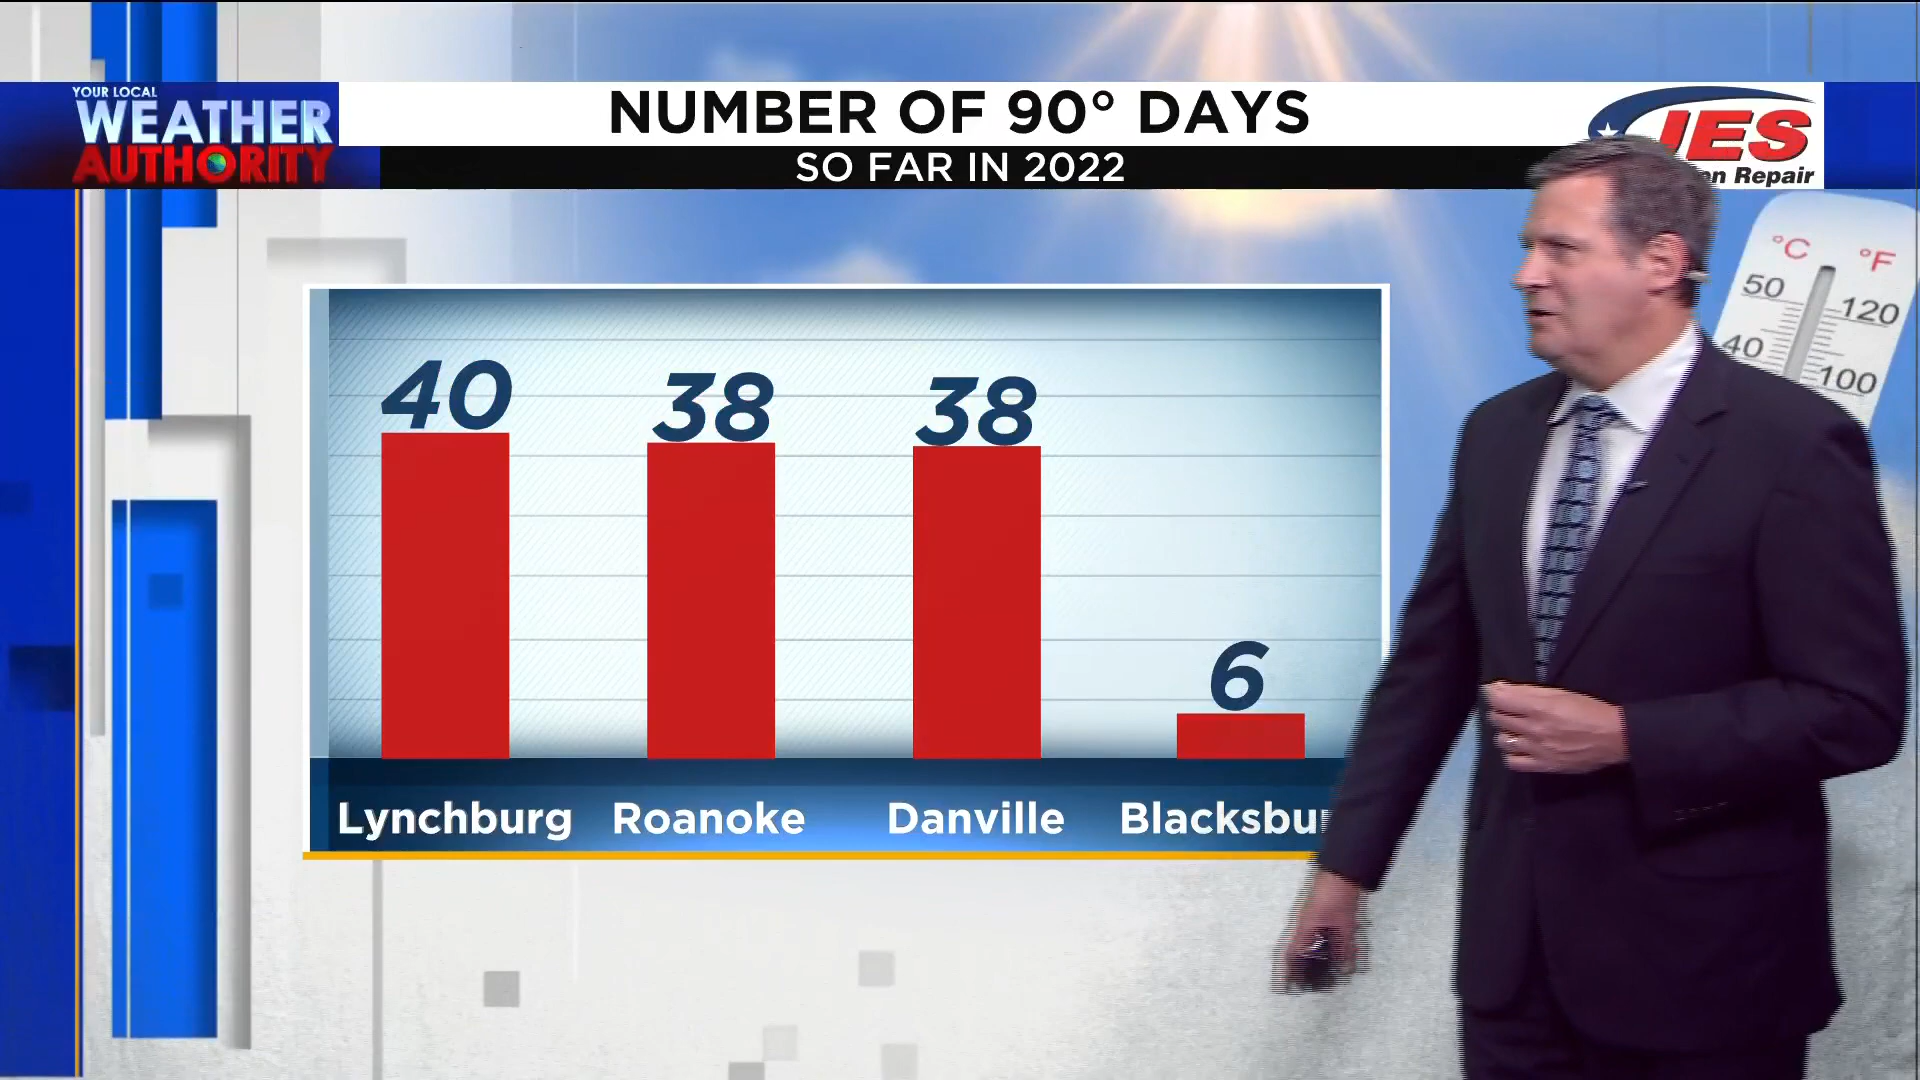 YOUR LOCAL
WEATHER
AUTHORITY
NUMBER OF 90° DAYS
SO FAR IN 2022
JES
Repair
°C °F
50 120
40 100
40 38 38 6
Lynchburg Roanoke Danville